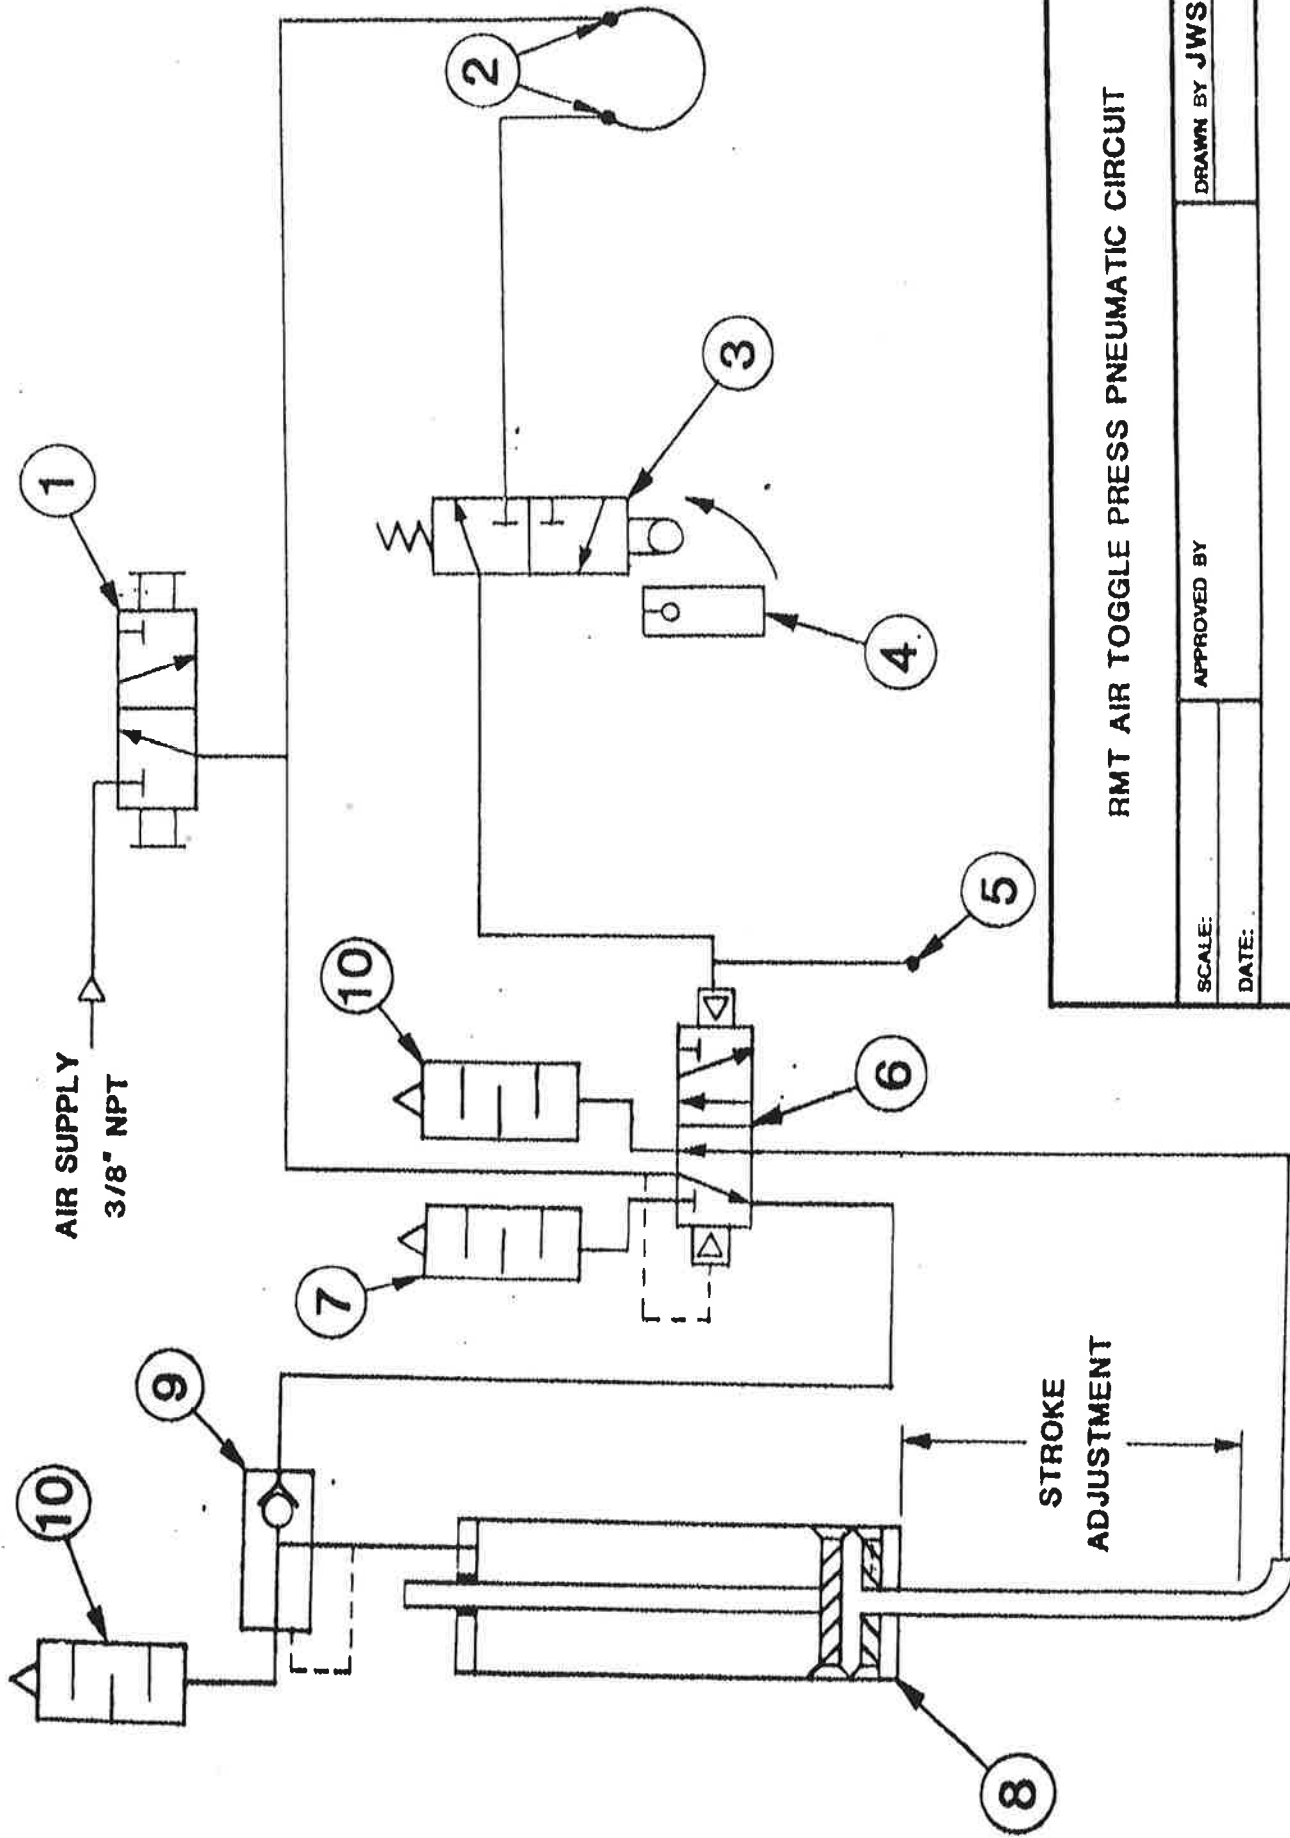 AIR SUPPLY
3/8" NPT
1
2
3
4
5
6
7
8
9
10
10
STROKE
ADJUSTMENT
RMT AIR TOGGLE PRESS PNEUMATIC CIRCUIT
SCALE:
APPROVED BY
DRAWN BY JWS
DATE: